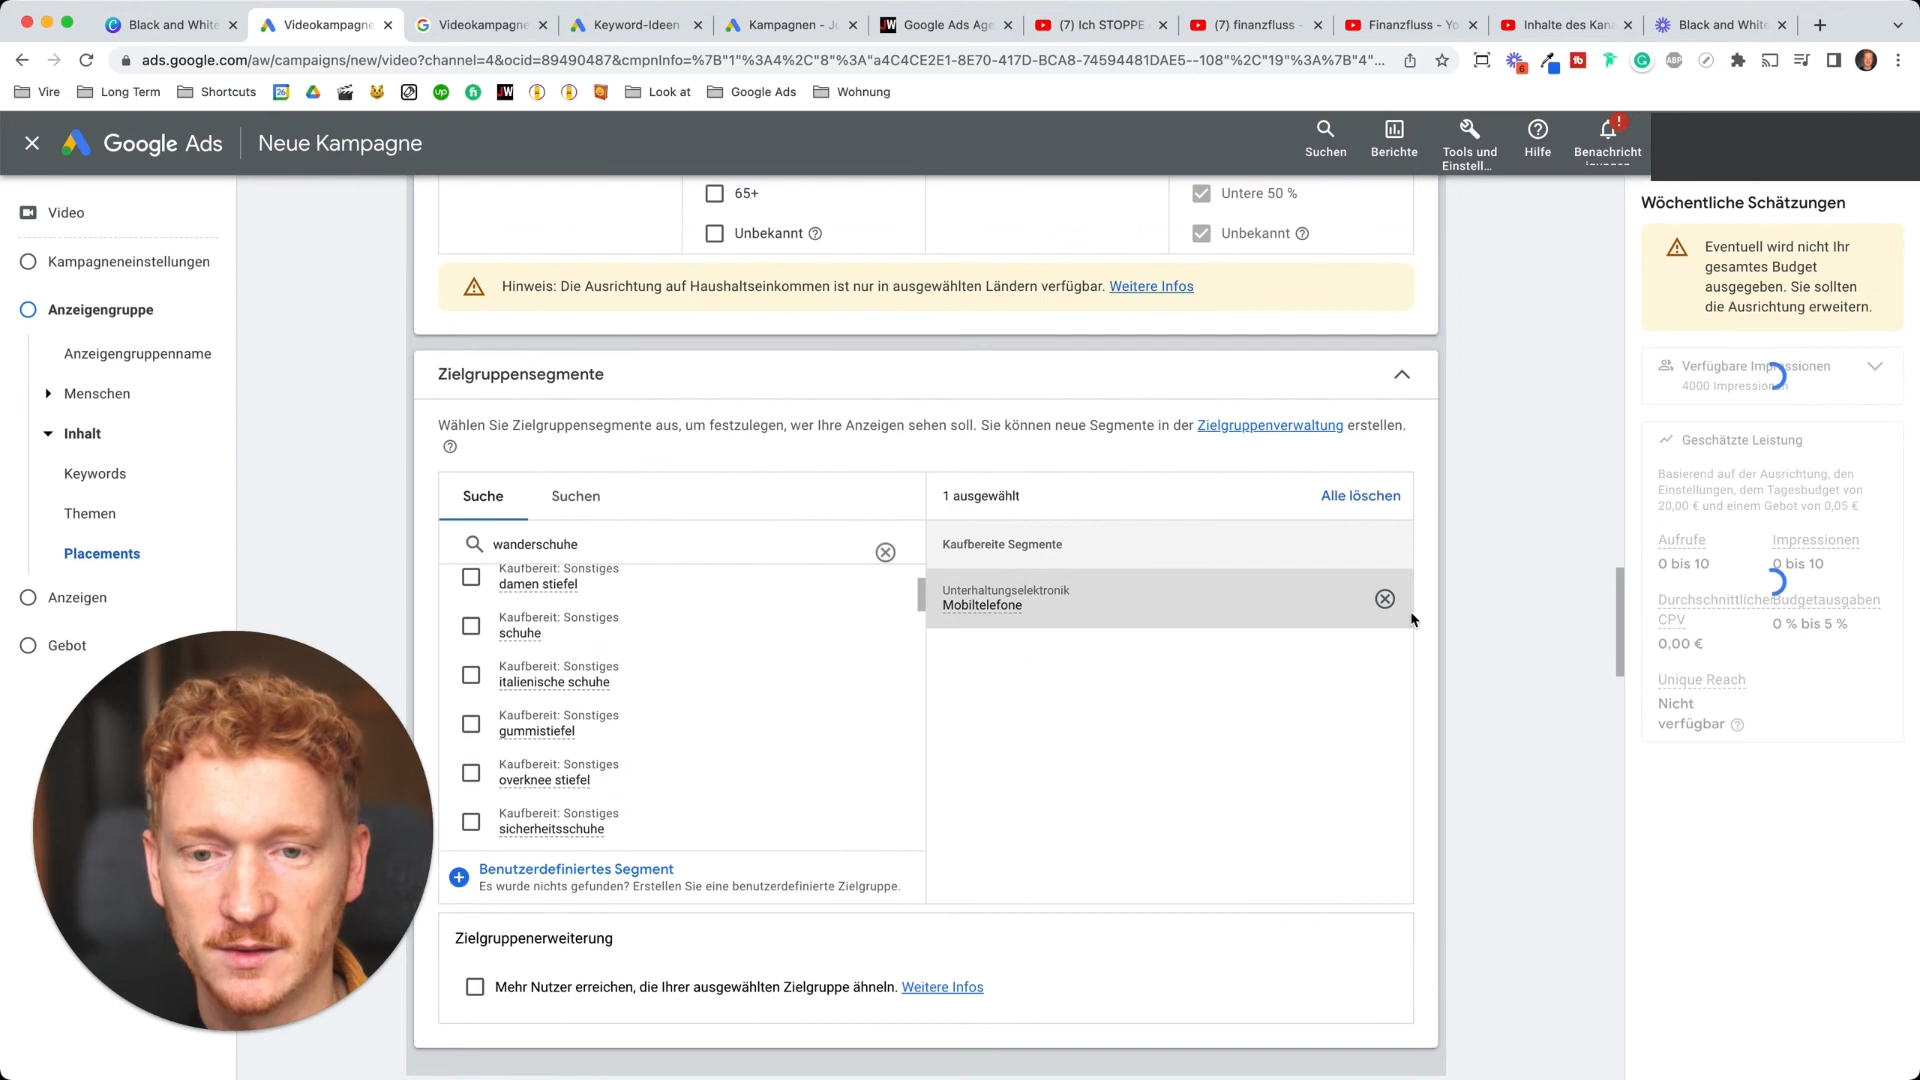 Black and White
Videokampagne
Videokampagne
Keyword-Ideen
Kampagnen - Ju
Google Ads Age
(7) Ich STOPPE
(7) finanzfluss -
Finanzfluss - Yo
Inhalte des Kana
Black and White
ads.google.com/aw/campaigns/new/video?channel=4&ocid=89490487&cmpnInfo=%7B"1"%3A4%2C"8"%3A"a4C4CE2E1-8E70-417D-BCA8-74594481DAE5--108"%2C"19"%3A%7B"4"...
Vire
Long Term
Shortcuts
Look at
Google Ads
Wohnung
Google Ads
Neue Kampagne
Suchen
Berichte
Tools und
Einstell...
Hilfe
Benachricht
Video
Kampagneneinstellungen
Anzeigengruppe
Anzeigengruppenname
Menschen
Inhalt
Keywords
Themen
Placements
Anzeigen
Gebot
65+
Unbekannt
Untere 50 %
Unbekannt
Hinweis: Die Ausrichtung auf Haushaltseinkommen ist nur in ausgewählten Ländern verfügbar. Weitere Infos
Zielgruppensegmente
Wählen Sie Zielgruppensegmente aus, um festzulegen, wer Ihre Anzeigen sehen soll. Sie können neue Segmente in der Zielgruppenverwaltung erstellen.
Suche
Suchen
wanderschuhe
Kaufbereit: Sonstiges
damen stiefel
Kaufbereit: Sonstiges
schuhe
Kaufbereit: Sonstiges
italienische schuhe
Kaufbereit: Sonstiges
gummistiefel
Kaufbereit: Sonstiges
overknee stiefel
Kaufbereit: Sonstiges
sicherheitsschuhe
Benutzerdefiniertes Segment
Es wurde nichts gefunden? Erstellen Sie eine benutzerdefinierte Zielgruppe.
1 ausgewählt
Alle löschen
Kaufbereite Segmente
Unterhaltungselektronik
Mobiltelefone
Zielgruppenerweiterung
Mehr Nutzer erreichen, die Ihrer ausgewählten Zielgruppe ähneln. Weitere Infos
Wöchentliche Schätzungen
Eventuell wird nicht Ihr
gesamtes Budget
ausgegeben. Sie sollten
die Ausrichtung erweitern.
Verfügbare Impressionen
4000 Impressionen
Geschätzte Leistung
Basierend auf der Ausrichtung, den
Einstellungen, dem Tagesbudget von
20,00 € und einem Gebot von 0,05 €
Aufrufe
0 bis 10
Impressionen
0 bis 10
Durchschnittlicher
CPV
0,00 €
Budgetausgaben
0 % bis 5 %
Unique Reach
Nicht
verfügbar